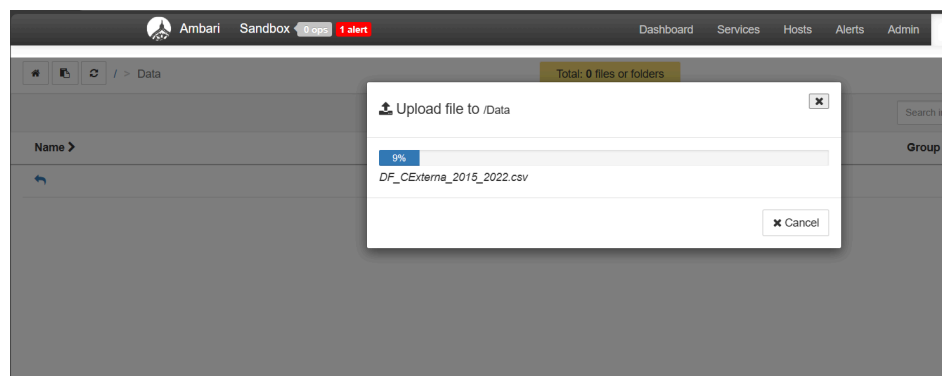 Ambari Sandbox 0 ops 1 alert Dashboard Services Hosts Alerts Admin
/ > Data Total: 0 files or folders
Upload file to /Data
Search in
Name Group
9%
DF_CExterna_2015_2022.csv
Cancel